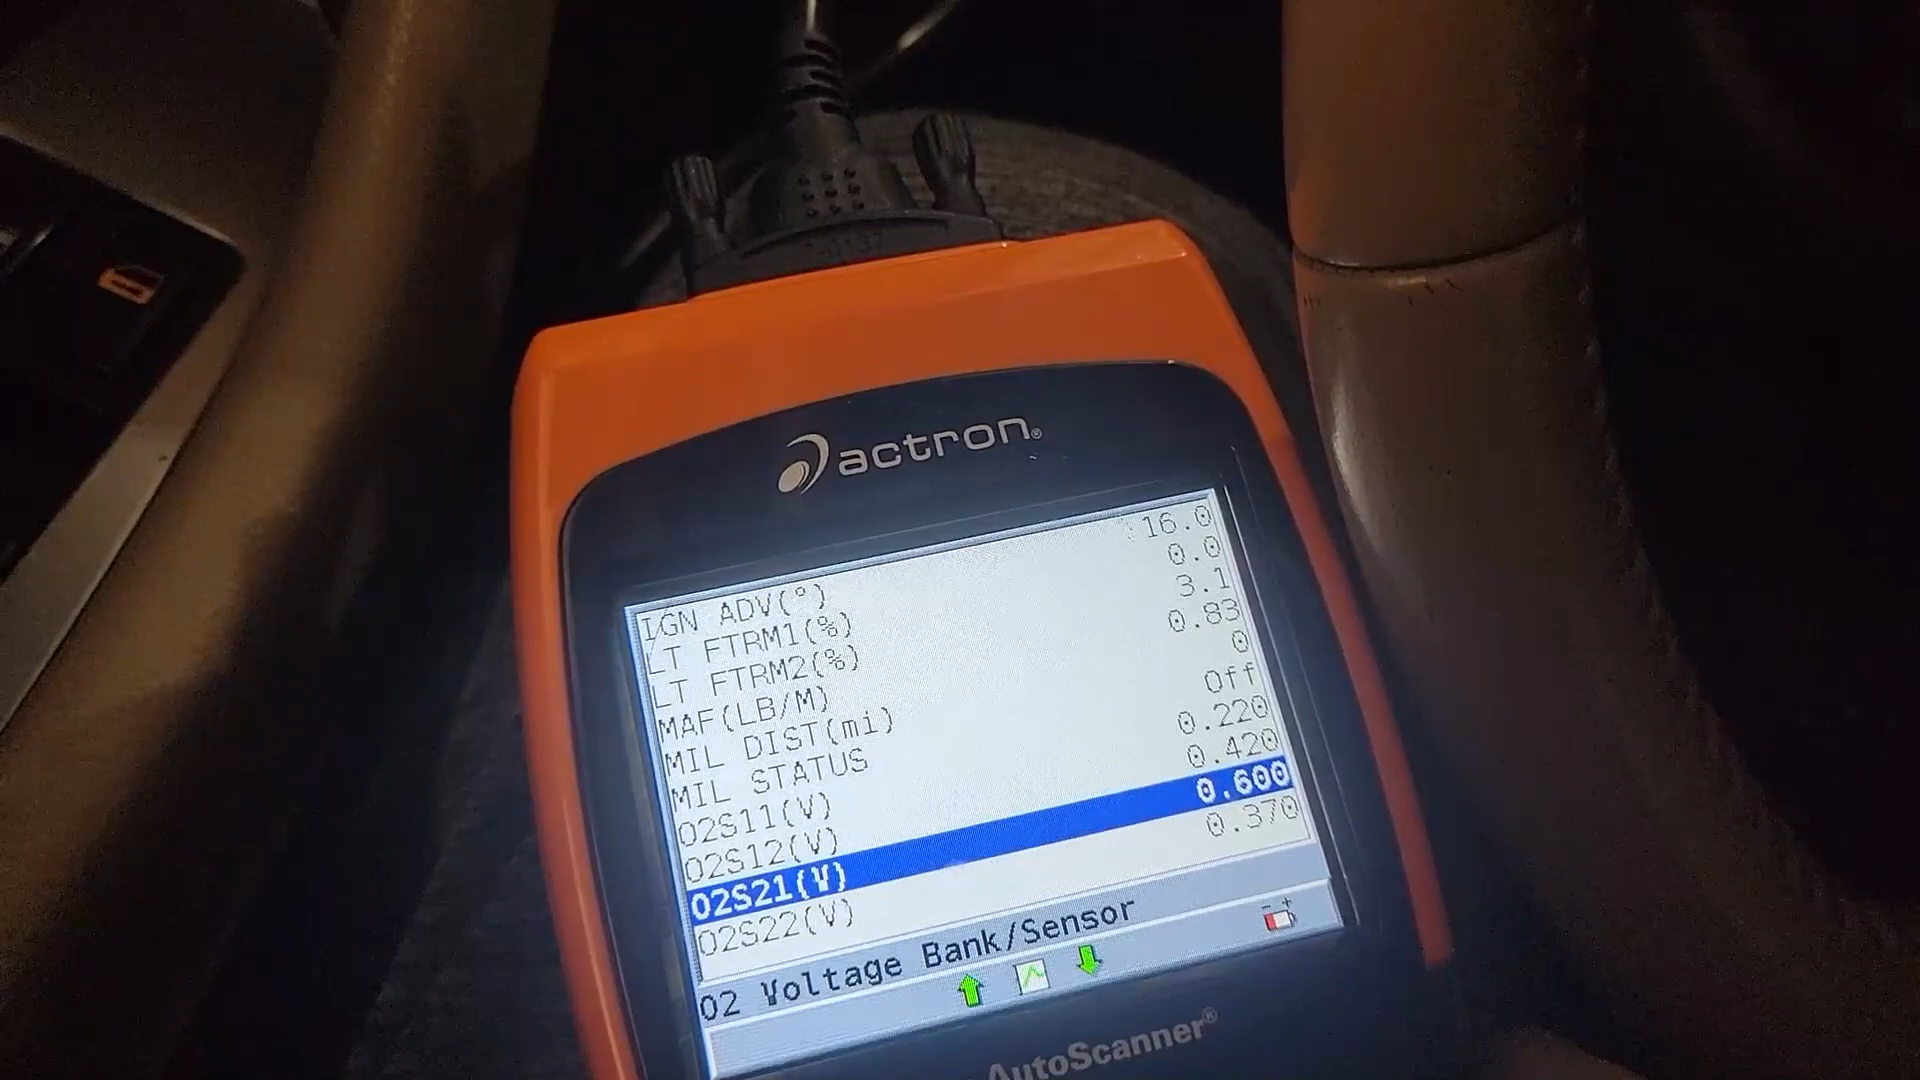 actron®
IGN ADV(°) 16.0
LT FTRM1(%) 0.0
LT FTRM2(%) 3.1
MAF(LB/M) 0.83
MIL DIST(mi) 0
MIL STATUS Off
O2S11(V) 0.220
O2S12(V) 0.420
O2S21(V) 0.600
O2S22(V) 0.370
O2 Voltage Bank/Sensor
AutoScanner®